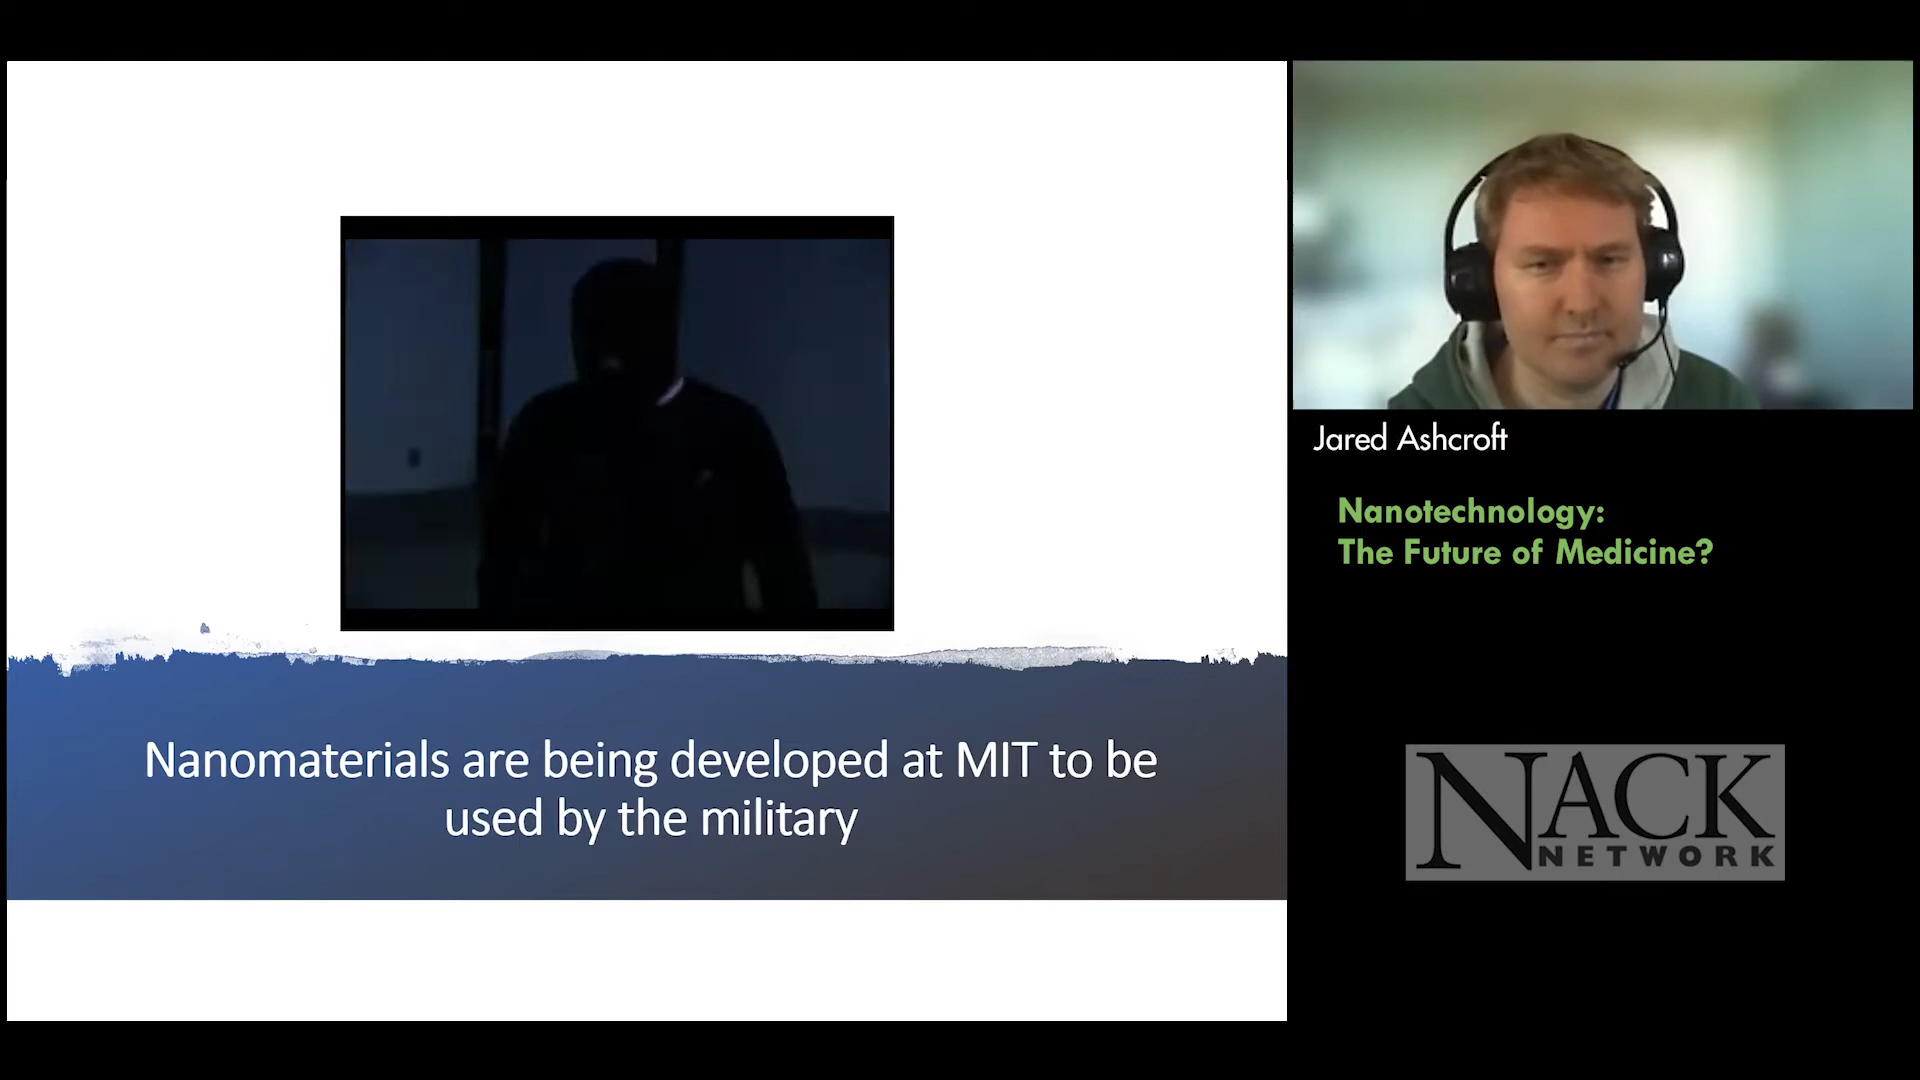 Nanomaterials are being developed at MIT to be
used by the military
Jared Ashcroft
Nanotechnology:
The Future of Medicine?
NACK
NETWORK